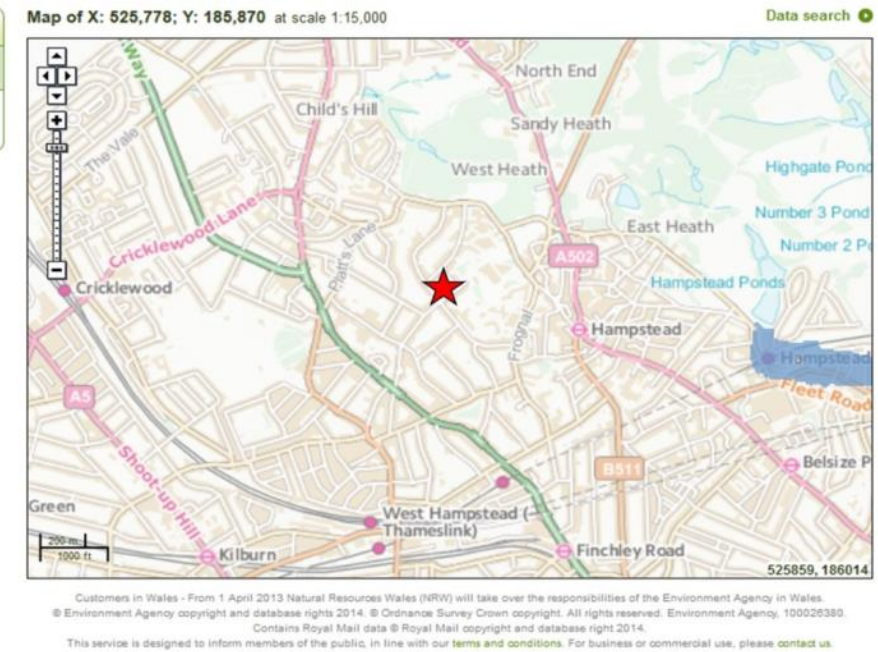 Map of X: 525,778; Y: 185,870 at scale 1:15,000
Data search
Way
North End
Child's Hill
Sandy Heath
The Vale
West Heath
Highgate Pond
Number 3 Pond
East Heath
Cricklewood Lane
Platt's Lane
Number 2 Po
A502
Hampstead Ponds
Cricklewood
Frognal
Hampstead
Hampstead
Fleet Road
A5
Shoot-up Hill
B511
Belsize P
Green
West Hampstead (
Thameslink)
200 m
1000 ft
Kilburn
Finchley Road
525859, 186014
Customers in Wales - From 1 April 2013 Natural Resources Wales (NRW) will take over the responsibilities of the Environment Agency in Wales.
© Environment Agency copyright and database rights 2014. © Ordnance Survey Crown copyright. All rights reserved. Environment Agency, 100026380.
Contains Royal Mail data © Royal Mail copyright and database right 2014.
This service is designed to inform members of the public, in line with our terms and conditions. For business or commercial use, please contact us.